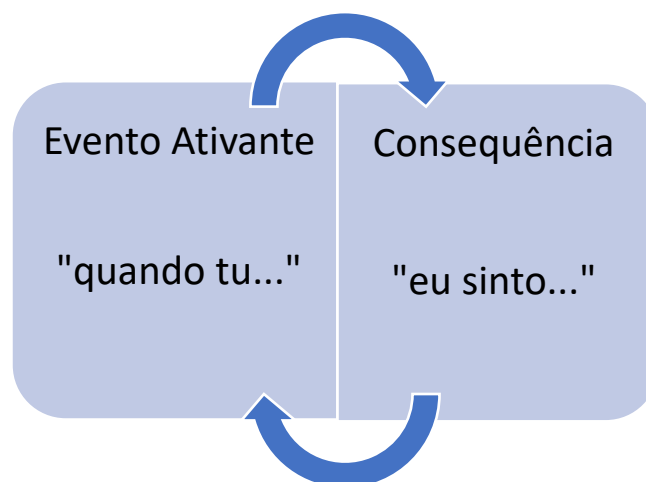 Evento Ativante
"quando tu..."
Consequência
"eu sinto..."